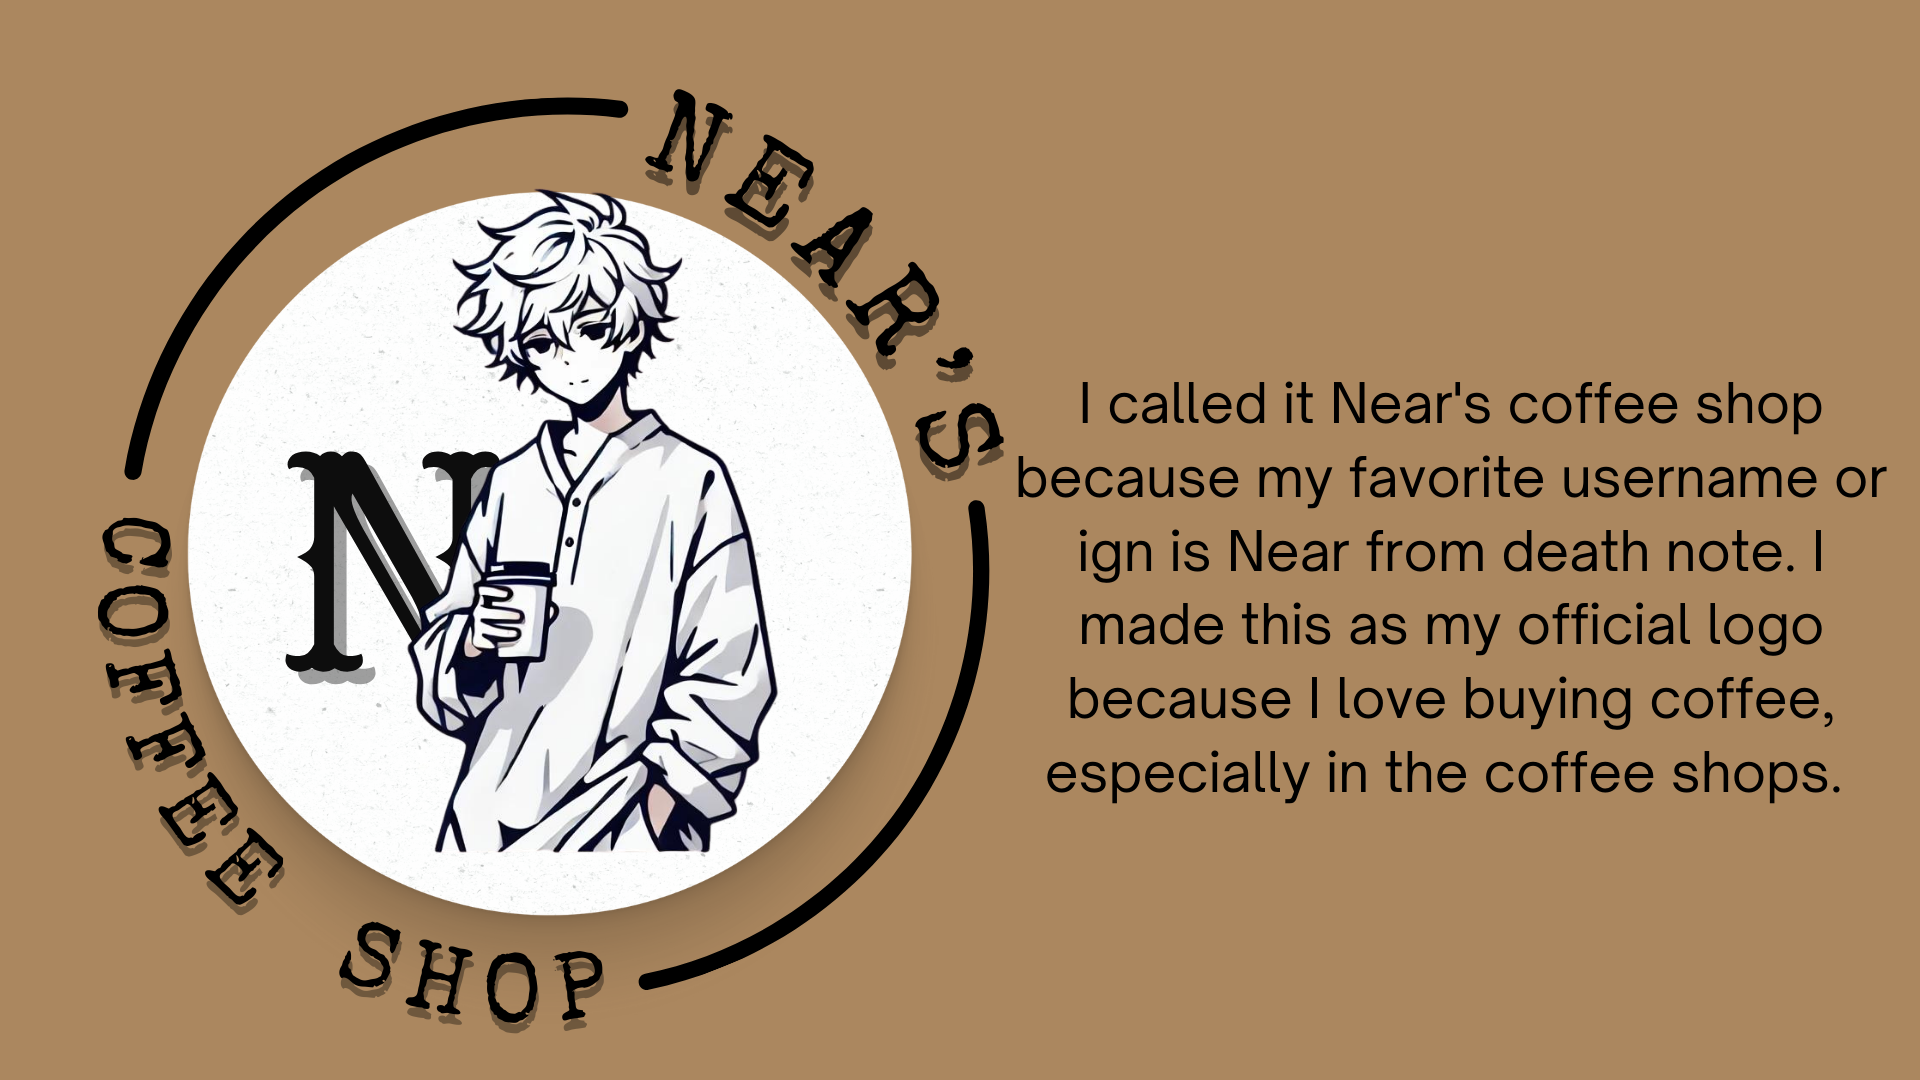 NEAR'S
COFFEE SHOP
N
I called it Near's coffee shop
because my favorite username or
ign is Near from death note. I
made this as my official logo
because I love buying coffee,
especially in the coffee shops.